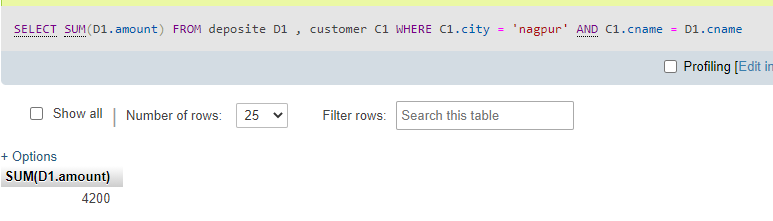 SELECT SUM(D1.amount) FROM deposite D1 , customer C1 WHERE C1.city = 'nagpur' AND C1.cname = D1.cname
Profiling [Edit in
Show all | Number of rows: 25 Filter rows: Search this table
+ Options
SUM(D1.amount)
4200